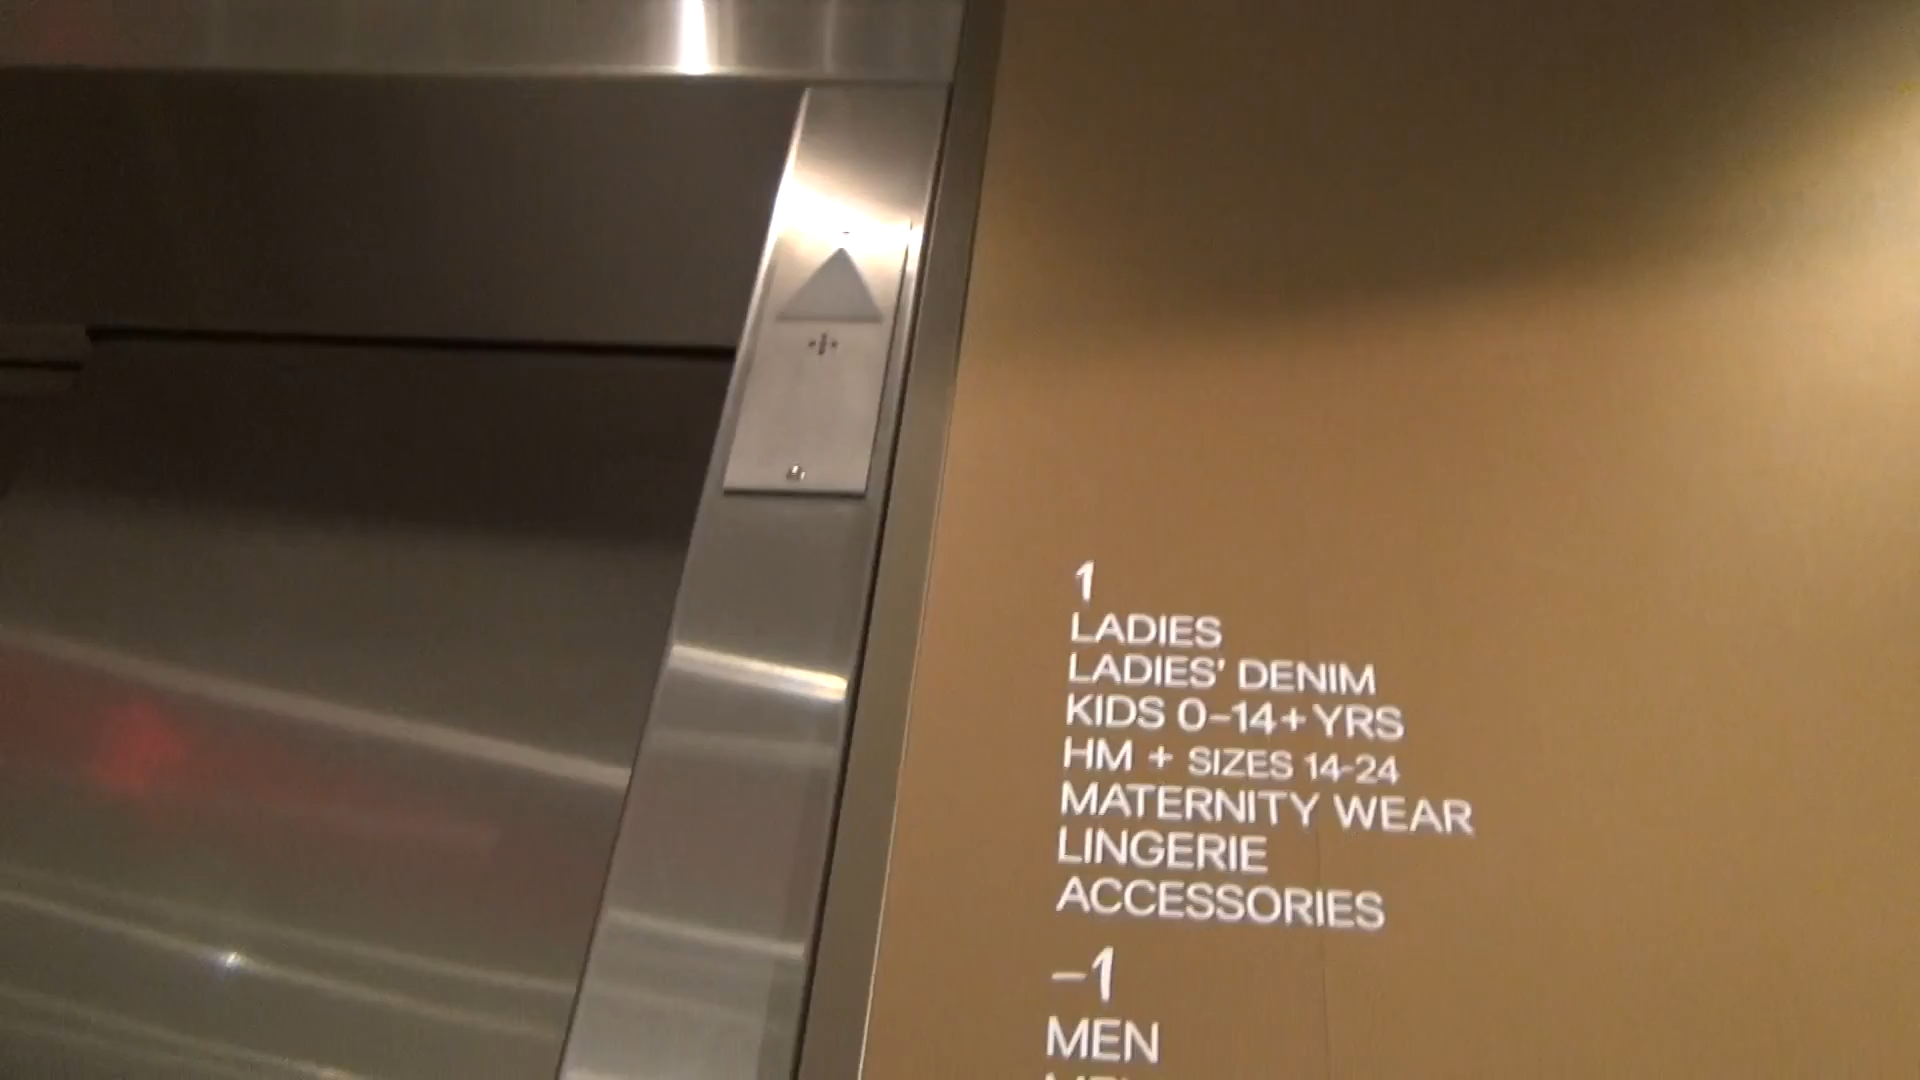 1
LADIES
LADIES' DENIM
KIDS 0-14+ YRS
HM + SIZES 14-24
MATERNITY WEAR
LINGERIE
ACCESSORIES
-1
MEN